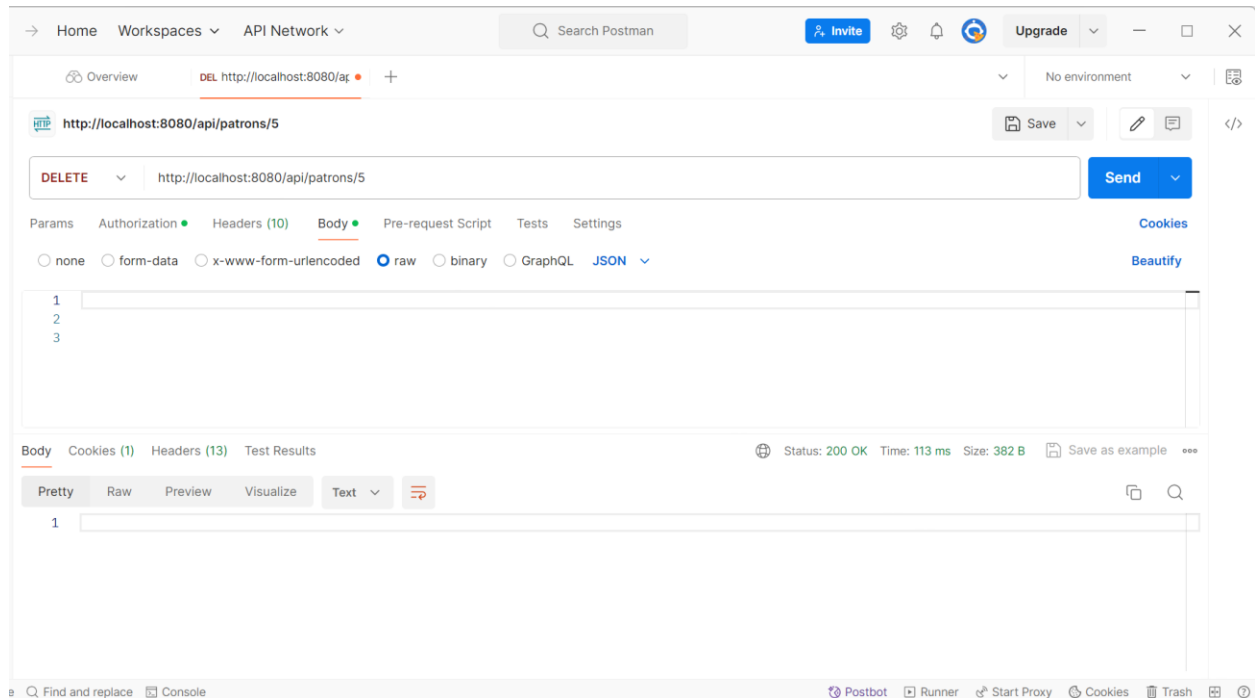 Home Workspaces API Network Search Postman Invite Upgrade
Overview DEL http://localhost:8080/ap + No environment
HTTP http://localhost:8080/api/patrons/5 Save </>
DELETE http://localhost:8080/api/patrons/5 Send
Params Authorization Headers (10) Body Pre-request Script Tests Settings Cookies
none form-data x-www-form-urlencoded raw binary GraphQL JSON Beautify
1
2
3
Body Cookies (1) Headers (13) Test Results Status: 200 OK Time: 113 ms Size: 382 B Save as example
Pretty Raw Preview Visualize Text
1
e Find and replace Console Postbot Runner Start Proxy Cookies Trash